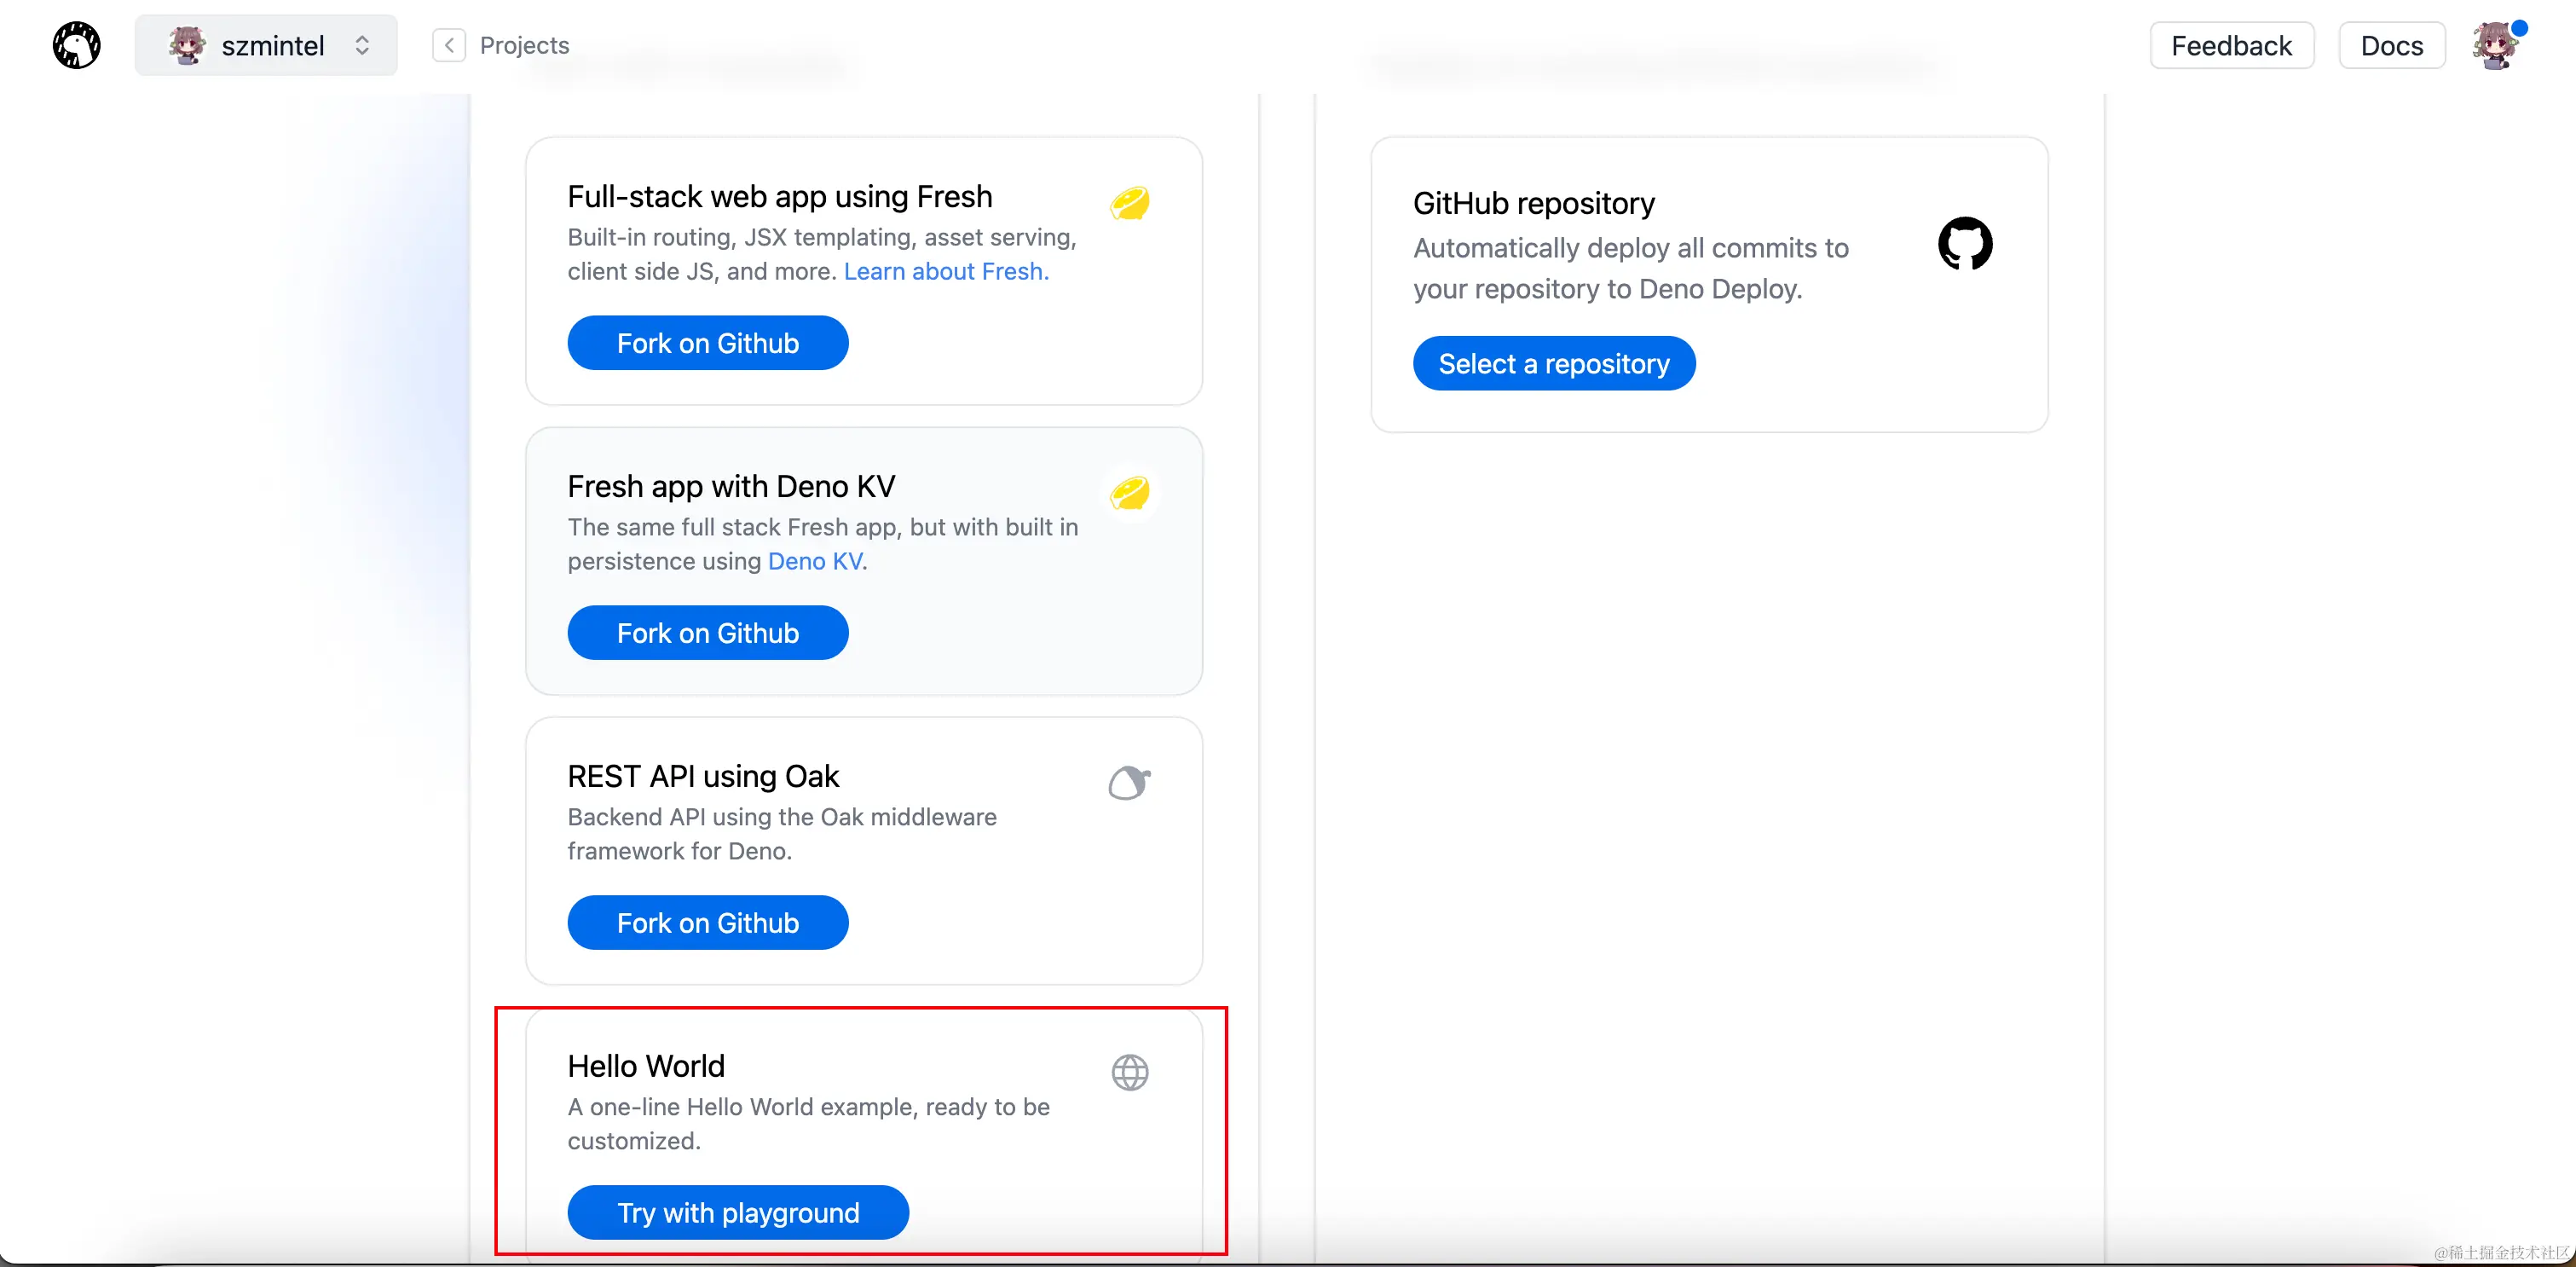 szmintel
Projects
Feedback
Docs
Full-stack web app using Fresh
Built-in routing, JSX templating, asset serving,
client side JS, and more. Learn about Fresh.
Fork on Github
Fresh app with Deno KV
The same full stack Fresh app, but with built in
persistence using Deno KV.
Fork on Github
REST API using Oak
Backend API using the Oak middleware
framework for Deno.
Fork on Github
Hello World
A one-line Hello World example, ready to be
customized.
Try with playground
GitHub repository
Automatically deploy all commits to
your repository to Deno Deploy.
Select a repository
@稀土掘金技术社区